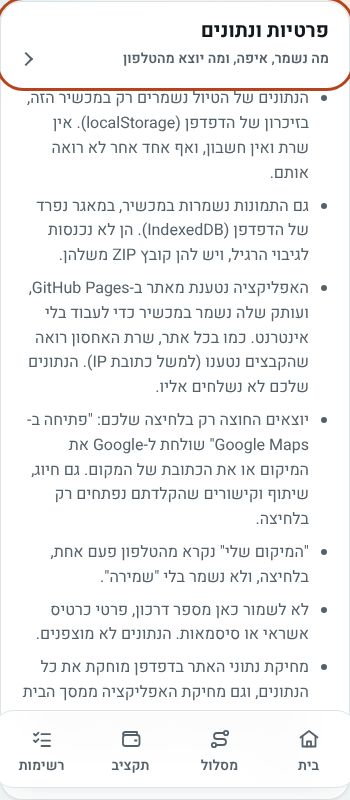 פרטיות ונתונים
מה נשמר, איפה, ומה יוצא מהטלפון
הנתונים של הטיול נשמרים רק במכשיר הזה,
בזיכרון של הדפדפן (localStorage). אין
שרת ואין חשבון, ואף אחד אחר לא רואה
אותם.
גם התמונות נשמרות במכשיר, במאגר נפרד
של הדפדפן (IndexedDB). הן לא נכנסות
לגיבוי הרגיל, ויש להן קובץ ZIP משלהן.
האפליקציה נטענת מאתר ב-GitHub Pages,
ועותק שלה נשמר במכשיר כדי לעבוד בלי
אינטרנט. כמו בכל אתר, שרת האחסון רואה
שהקבצים נטענו (למשל כתובת IP). הנתונים
שלכם לא נשלחים אליו.
יוצאים החוצה רק בלחיצה שלכם: "פתיחה ב-
Google Maps" שולחת ל-Google את
המיקום או את הכתובת של המקום. גם חיוג,
שיתוף וקישורים שהקלדתם נפתחים רק
בלחיצה.
"המיקום שלי" נקרא מהטלפון פעם אחת,
בלחיצה, ולא נשמר בלי "שמירה".
לא לשמור כאן מספר דרכון, פרטי כרטיס
אשראי או סיסמאות. הנתונים לא מוצפנים.
מחיקת נתוני האתר בדפדפן מוחקת את כל
הנתונים, וגם מחיקת האפליקציה ממסך הבית
בית
מסלול
תקציב
רשימות